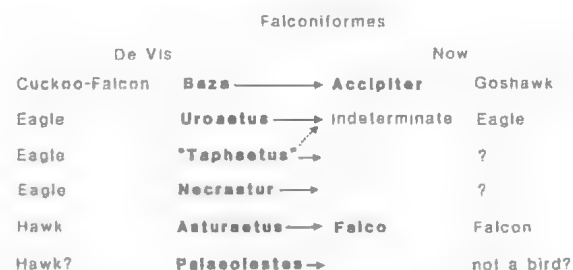 Falconiformes
De Vis Now
Cuckoo-Falcon Baza Accipiter Goshawk
Eagle Uroaetus indeterminate Eagle
Eagle "Taphaetus" ?
Eagle Necrastur ?
Hawk Asturaetus Falco Falcon
Hawk? Palaeolestes not a bird?